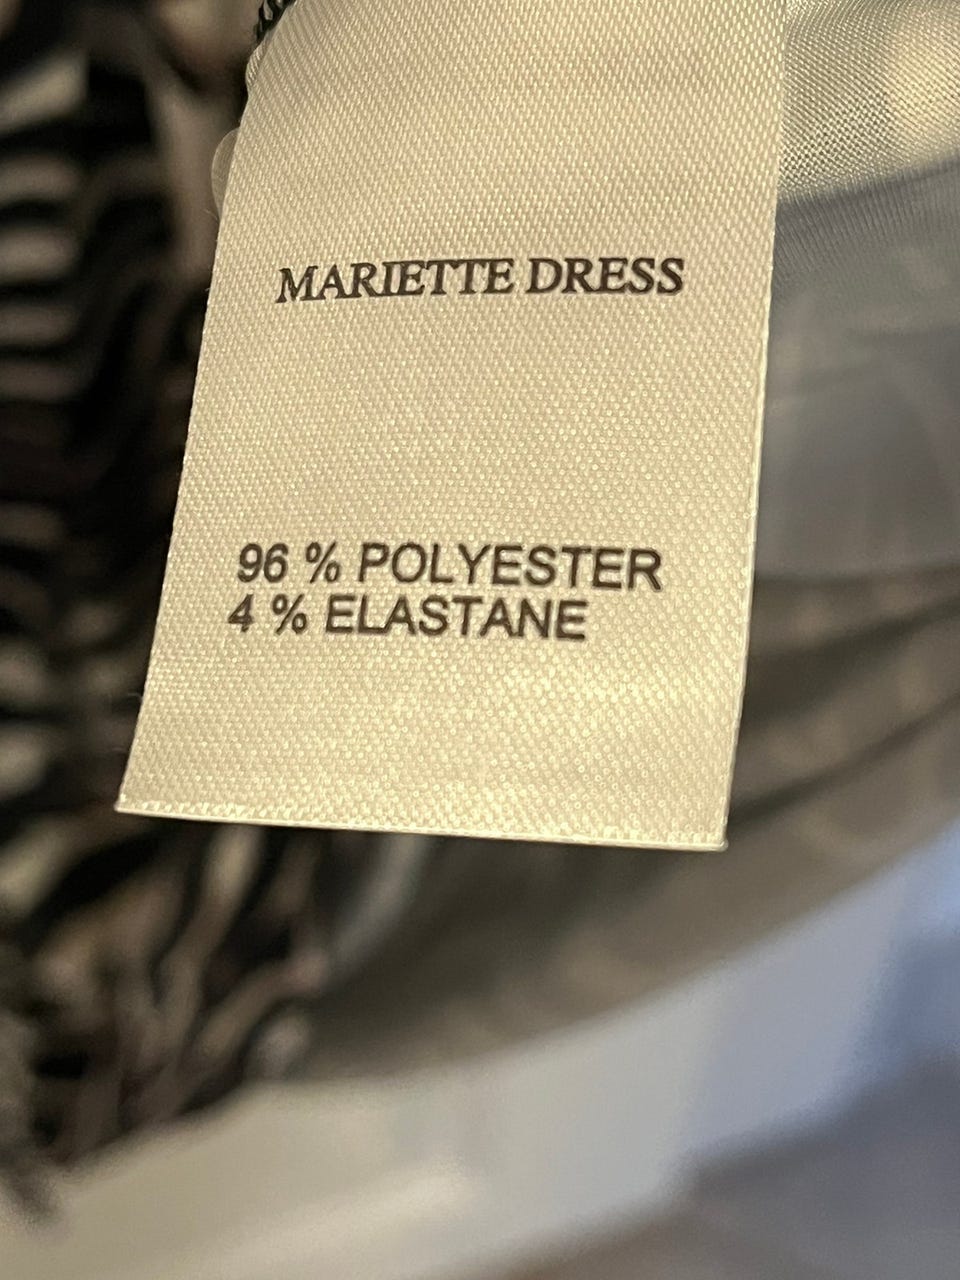 MARIETTE DRESS
96 % POLYESTER
4 % ELASTANE